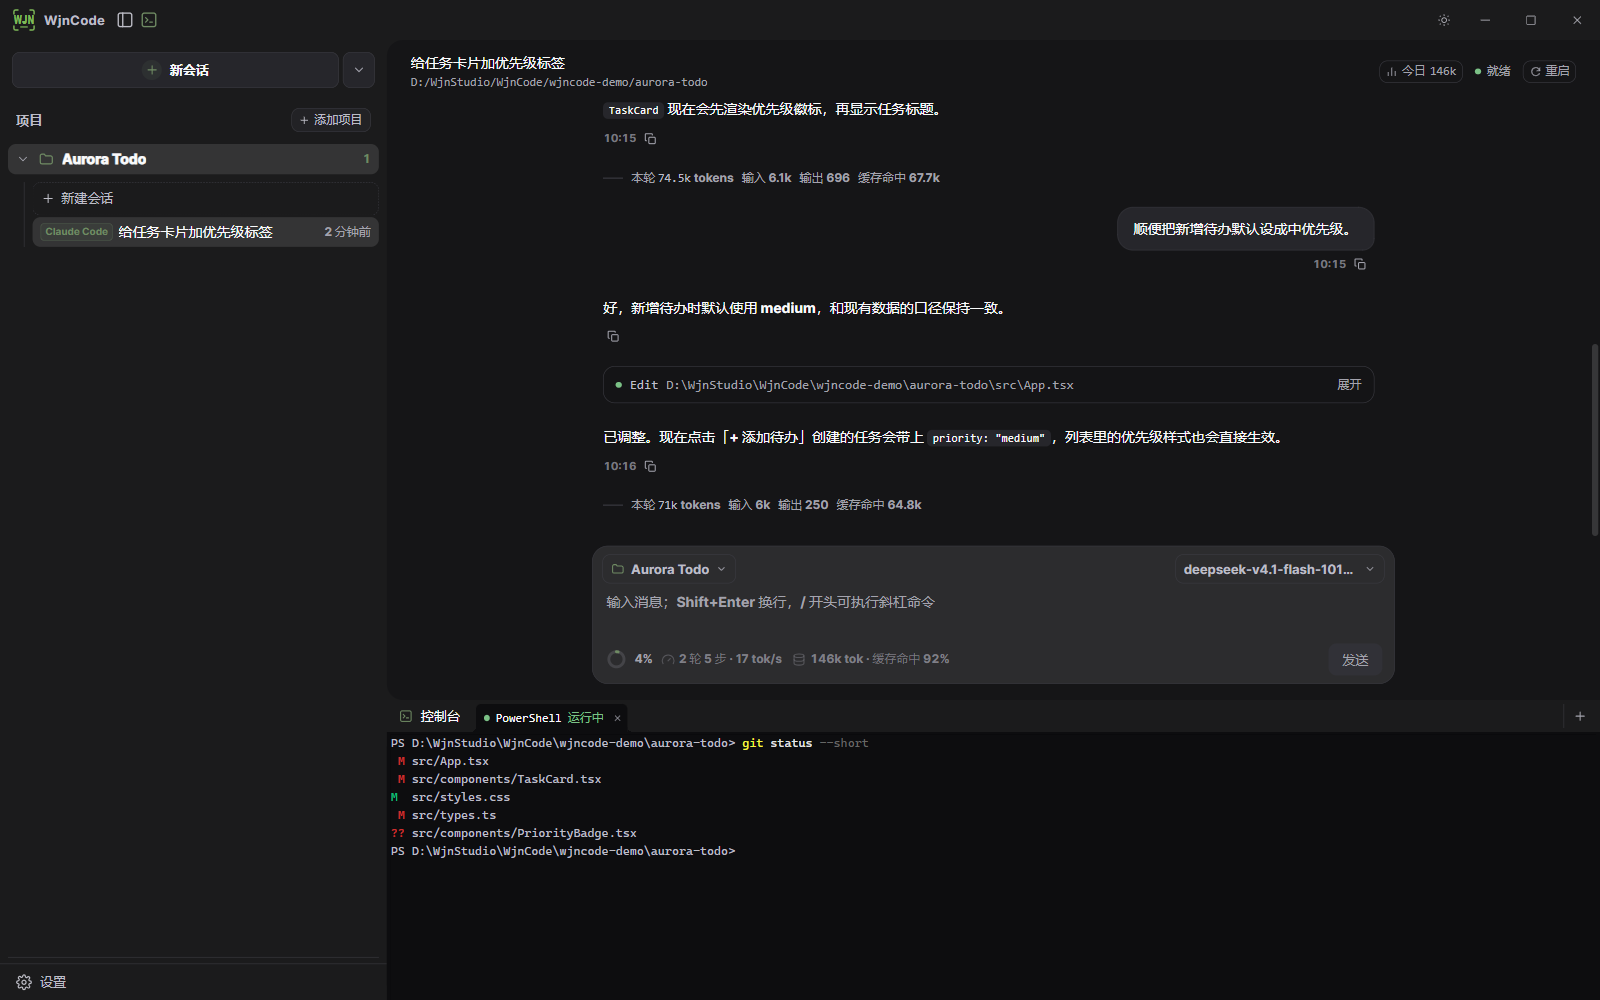 WJN WjnCode
+ 新会话
项目
+ 添加项目
Aurora Todo 1
+ 新建会话
Claude Code 给任务卡片加优先级标签 2 分钟前
设置
给任务卡片加优先级标签
D:/WjnStudio/WjnCode/wjncode-demo/aurora-todo
今日 146k 就绪 重启
TaskCard 现在会先渲染优先级徽标，再显示任务标题。
10:15
本轮 74.5k tokens 输入 6.1k 输出 696 缓存命中 67.7k
顺便把新增待办默认设成中优先级。
10:15
好，新增待办时默认使用 medium，和现有数据的口径保持一致。
Edit D:\WjnStudio\WjnCode\wjncode-demo\aurora-todo\src\App.tsx 展开
已调整。现在点击「+ 添加待办」创建的任务会带上 priority: "medium"，列表里的优先级样式也会直接生效。
10:16
本轮 71k tokens 输入 6k 输出 250 缓存命中 64.8k
Aurora Todo deepseek-v4.1-flash-101...
输入消息；Shift+Enter 换行，/ 开头可执行斜杠命令
4% 2 轮 5 步 · 17 tok/s 146k tok · 缓存命中 92% 发送
控制台 PowerShell 运行中 × +
PS D:\WjnStudio\WjnCode\wjncode-demo\aurora-todo> git status --short
M src/App.tsx
M src/components/TaskCard.tsx
M src/styles.css
M src/types.ts
?? src/components/PriorityBadge.tsx
PS D:\WjnStudio\WjnCode\wjncode-demo\aurora-todo>